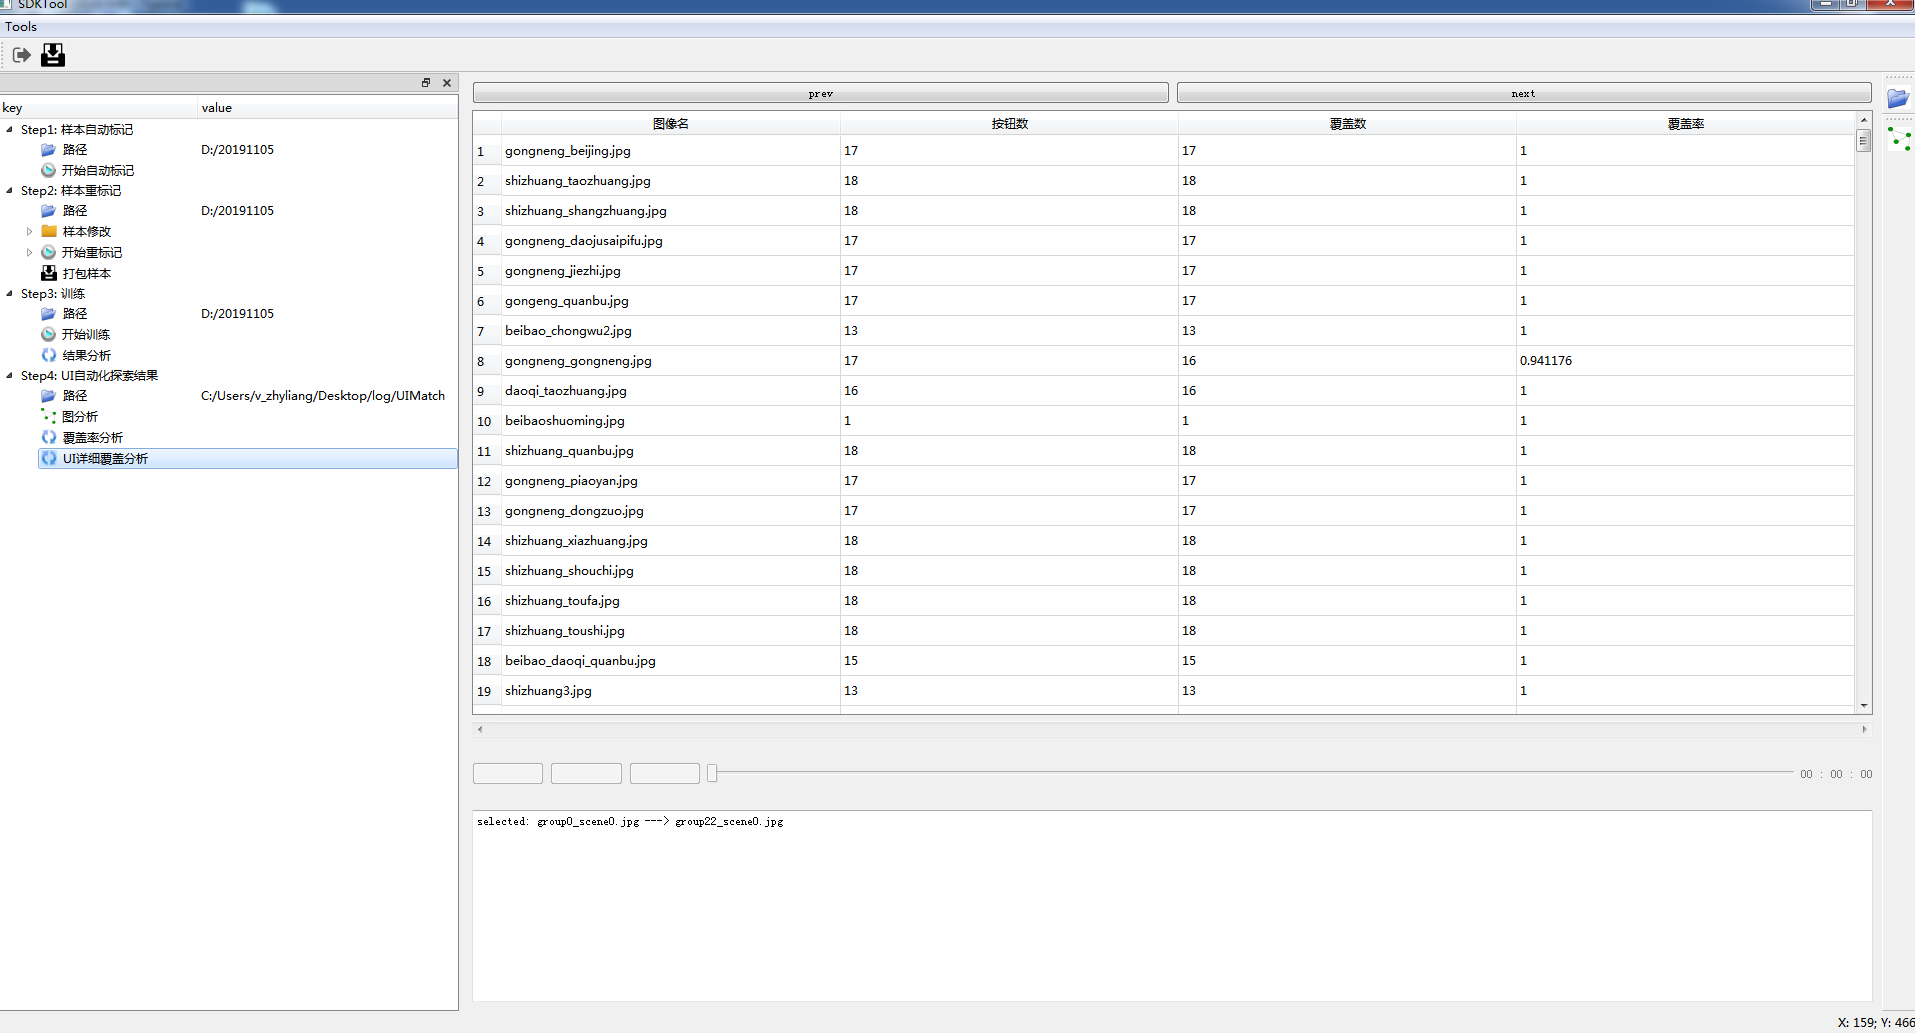 SDKTool
Tools
key value
Step1: 样本自动标记
路径 D:/20191105
开始自动标记
Step2: 样本重标记
路径 D:/20191105
样本修改
开始重标记
打包样本
Step3: 训练
路径 D:/20191105
开始训练
结果分析
Step4: UI自动化探索结果
路径 C:/Users/v_zhyliang/Desktop/log/UIMatch
图分析
覆盖率分析
UI详细覆盖分析
prev next
图像名 按钮数 覆盖数 覆盖率
1 gongneng_beijing.jpg 17 17 1
2 shizhuang_taozhuang.jpg 18 18 1
3 shizhuang_shangzhuang.jpg 18 18 1
4 gongneng_daojusaipifu.jpg 17 17 1
5 gongneng_jiezhi.jpg 17 17 1
6 gongeng_quanbu.jpg 17 17 1
7 beibao_chongwu2.jpg 13 13 1
8 gongneng_gongneng.jpg 17 16 0.941176
9 daoqi_taozhuang.jpg 16 16 1
10 beibaoshuoming.jpg 1 1 1
11 shizhuang_quanbu.jpg 18 18 1
12 gongneng_piaoyan.jpg 17 17 1
13 gongneng_dongzuo.jpg 17 17 1
14 shizhuang_xiazhuang.jpg 18 18 1
15 shizhuang_shouchi.jpg 18 18 1
16 shizhuang_toufa.jpg 18 18 1
17 shizhuang_toushi.jpg 18 18 1
18 beibao_daoqi_quanbu.jpg 15 15 1
19 shizhuang3.jpg 13 13 1
00 : 00 : 00
selected: group0_scene0.jpg ---> group22_scene0.jpg
X: 159; Y: 466